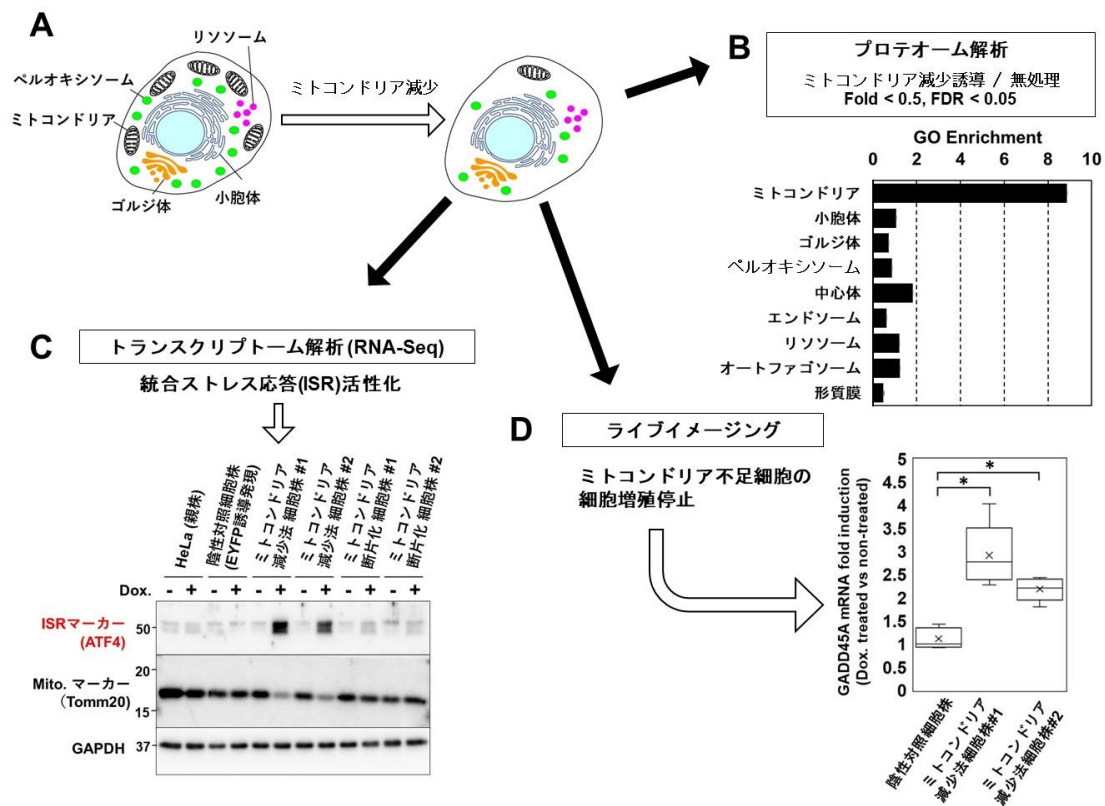 A
リソソーム
ペルオキシソーム
ミトコンドリア
ゴルジ体
小胞体
ミトコンドリア減少
B
プロテオーム解析
ミトコンドリア減少誘導 / 無処理
Fold < 0.5, FDR < 0.05
GO Enrichment
0 2 4 6 8 10
ミトコンドリア
小胞体
ゴルジ体
ペルオキシソーム
中心体
エンドソーム
リソソーム
オートファゴソーム
形質膜
C
トランスクリプトーム解析(RNA-Seq)
統合ストレス応答(ISR)活性化
HeLa (親株)
陰性対照細胞株
(EYFP誘導発現)
ミトコンドリア
減少法 細胞株 #1
ミトコンドリア
減少法 細胞株 #2
ミトコンドリア
断片化 細胞株 #1
ミトコンドリア
断片化 細胞株 #2
Dox. - + - + - + - + - + - +
ISRマーカー
(ATF4)
50
Mito. マーカー
(Tomm20)
20
15
GAPDH
37
D
ライブイメージング
ミトコンドリア不足細胞の
細胞増殖停止
GADD45A mRNA fold induction
(Dox. treated vs non-treated)
5
4.5
4
3.5
3
2.5
2
1.5
1
0.5
0
*
*
陰性対照細胞株
ミトコンドリア
減少法細胞株#1
ミトコンドリア
減少法細胞株#2